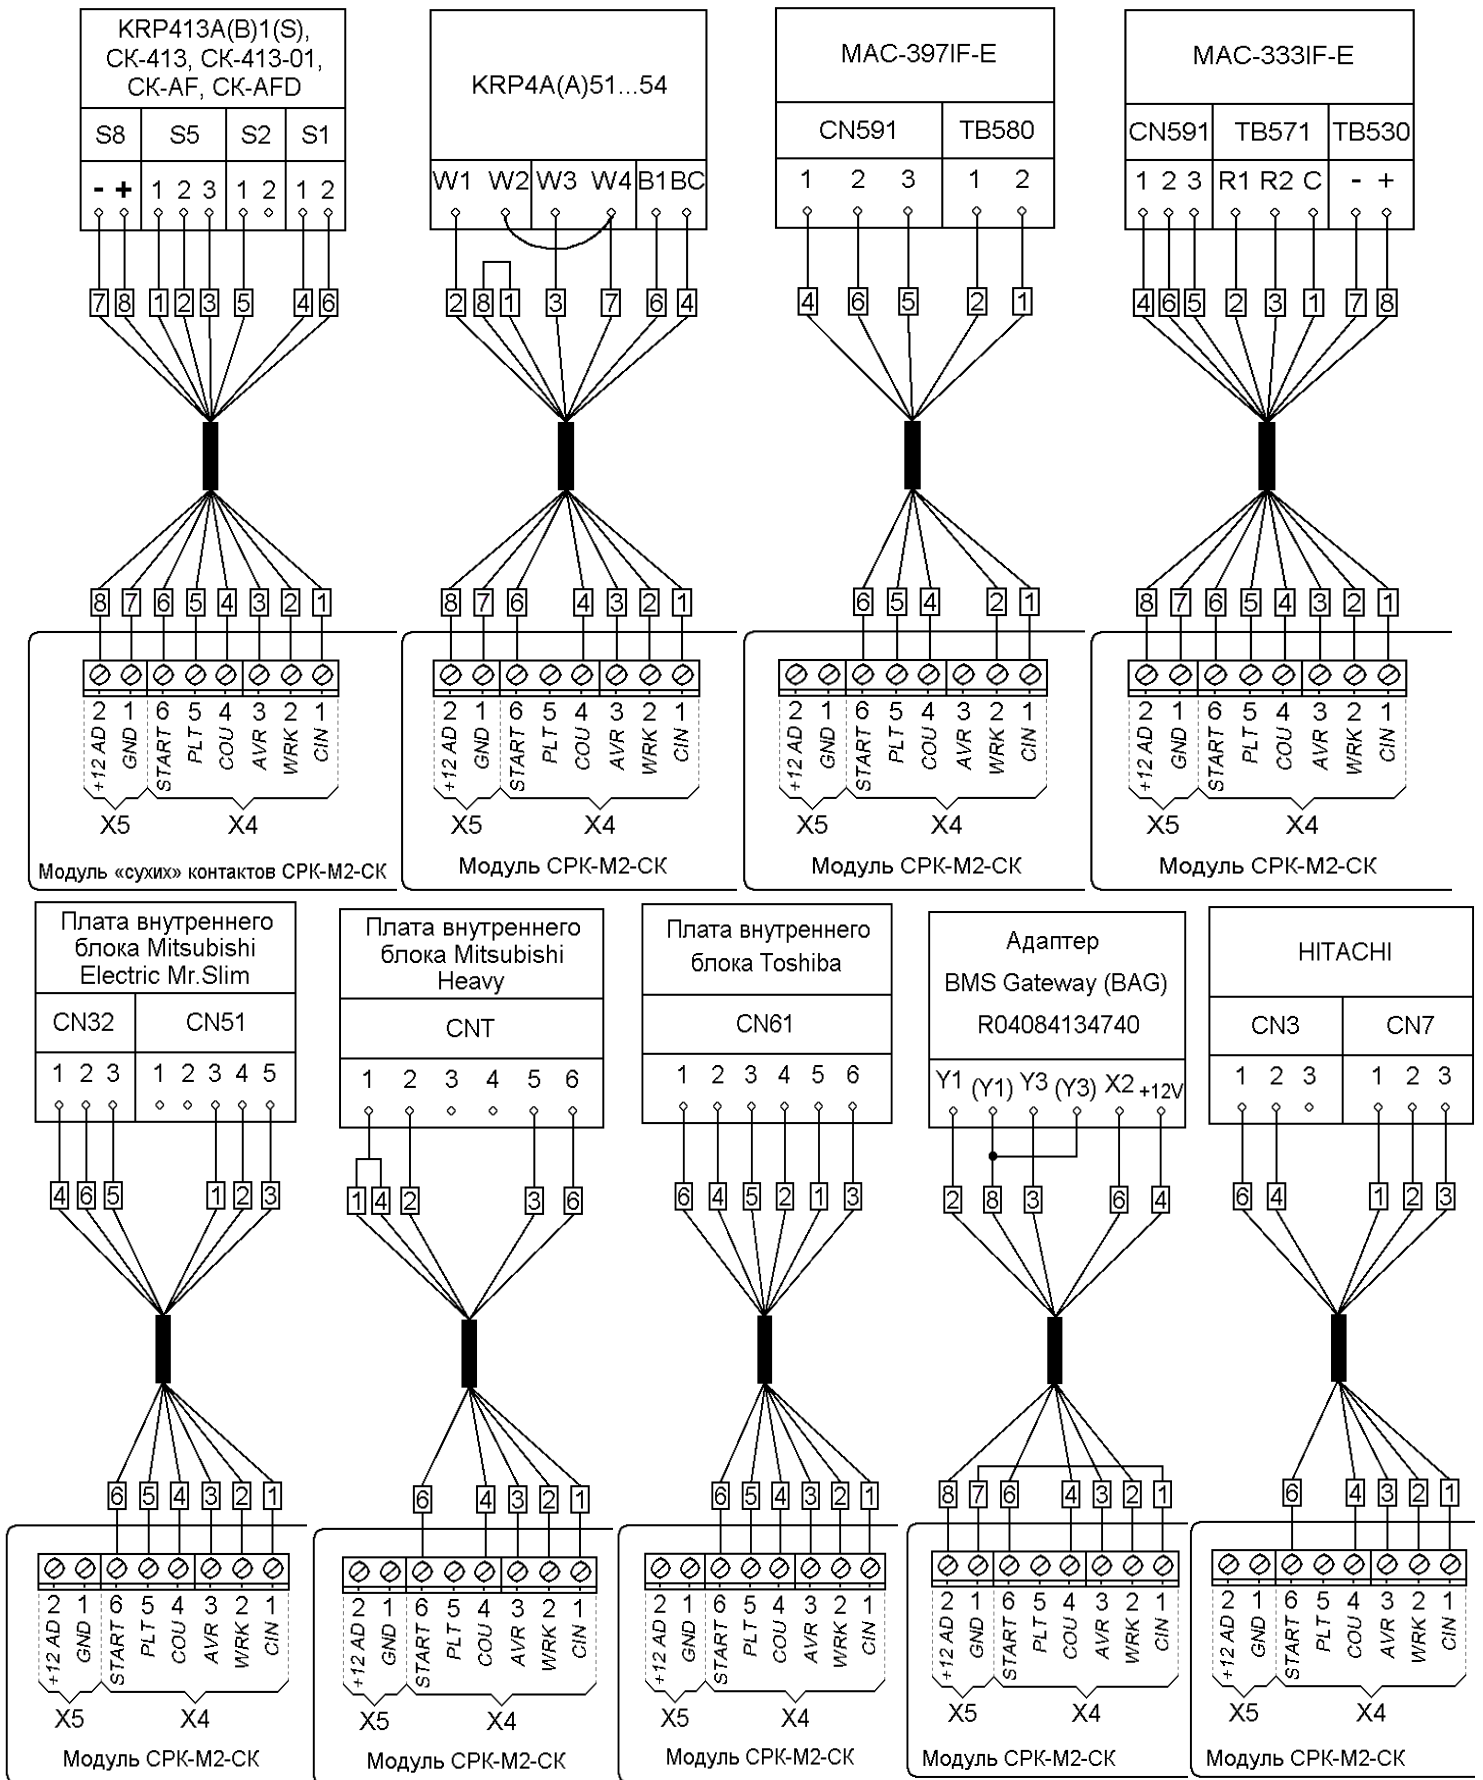 KRP413A(B)1(S),
СК-413, СК-413-01,
СК-AF, СК-AFD
S8 S5 S2 S1
- + 1 2 3 1 2 1 2
7 8 1 2 3 5 4 6
8 7 6 5 4 3 2 1
2 1 6 5 4 3 2 1
+12 AD GND START PLT COU AVR WRK CIN
X5 X4
Модуль «сухих» контактов СРК-М2-СК
KRP4A(A)51...54
W1 W2 W3 W4 B1 BC
2 8 1 3 7 6 4
8 7 6 4 3 2 1
2 1 6 5 4 3 2 1
+12 AD GND START PLT COU AVR WRK CIN
X5 X4
Модуль СРК-М2-СК
MAC-397IF-E
CN591 TB580
1 2 3 1 2
4 6 5 2 1
6 5 4 2 1
2 1 6 5 4 3 2 1
+12 AD GND START PLT COU AVR WRK CIN
X5 X4
Модуль СРК-М2-СК
MAC-333IF-E
CN591 TB571 TB530
1 2 3 R1 R2 C - +
4 6 5 2 3 1 7 8
8 7 6 5 4 3 2 1
2 1 6 5 4 3 2 1
+12 AD GND START PLT COU AVR WRK CIN
X5 X4
Модуль СРК-М2-СК
Плата внутреннего
блока Mitsubishi
Electric Mr.Slim
CN32 CN51
1 2 3 1 2 3 4 5
4 6 5 1 2 3
6 5 4 3 2 1
2 1 6 5 4 3 2 1
+12 AD GND START PLT COU AVR WRK CIN
X5 X4
Модуль СРК-М2-СК
Плата внутреннего
блока Mitsubishi
Heavy
CNT
1 2 3 4 5 6
1 4 2 3 6
6 4 3 2 1
2 1 6 5 4 3 2 1
+12 AD GND START PLT COU AVR WRK CIN
X5 X4
Модуль СРК-М2-СК
Плата внутреннего
блока Toshiba
CN61
1 2 3 4 5 6
6 4 5 2 1 3
6 5 4 3 2 1
2 1 6 5 4 3 2 1
+12 AD GND START PLT COU AVR WRK CIN
X5 X4
Модуль СРК-М2-СК
Адаптер
BMS Gateway (BAG)
R04084134740
Y1 (Y1) Y3 (Y3) X2 +12V
2 8 3 6 4
8 7 6 4 3 2 1
2 1 6 5 4 3 2 1
+12 AD GND START PLT COU AVR WRK CIN
X5 X4
Модуль СРК-М2-СК
HITACHI
CN3 CN7
1 2 3 1 2 3
6 4 1 2 3
6 4 3 2 1
2 1 6 5 4 3 2 1
+12 AD GND START PLT COU AVR WRK CIN
X5 X4
Модуль СРК-М2-СК